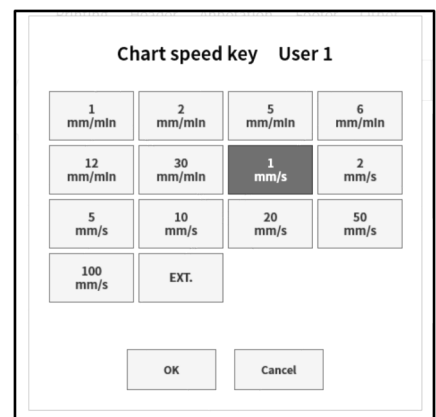 Chart speed key User 1
1 mm/min
2 mm/min
5 mm/min
6 mm/min
12 mm/min
30 mm/min
1 mm/s
2 mm/s
5 mm/s
10 mm/s
20 mm/s
50 mm/s
100 mm/s
EXT.
OK
Cancel